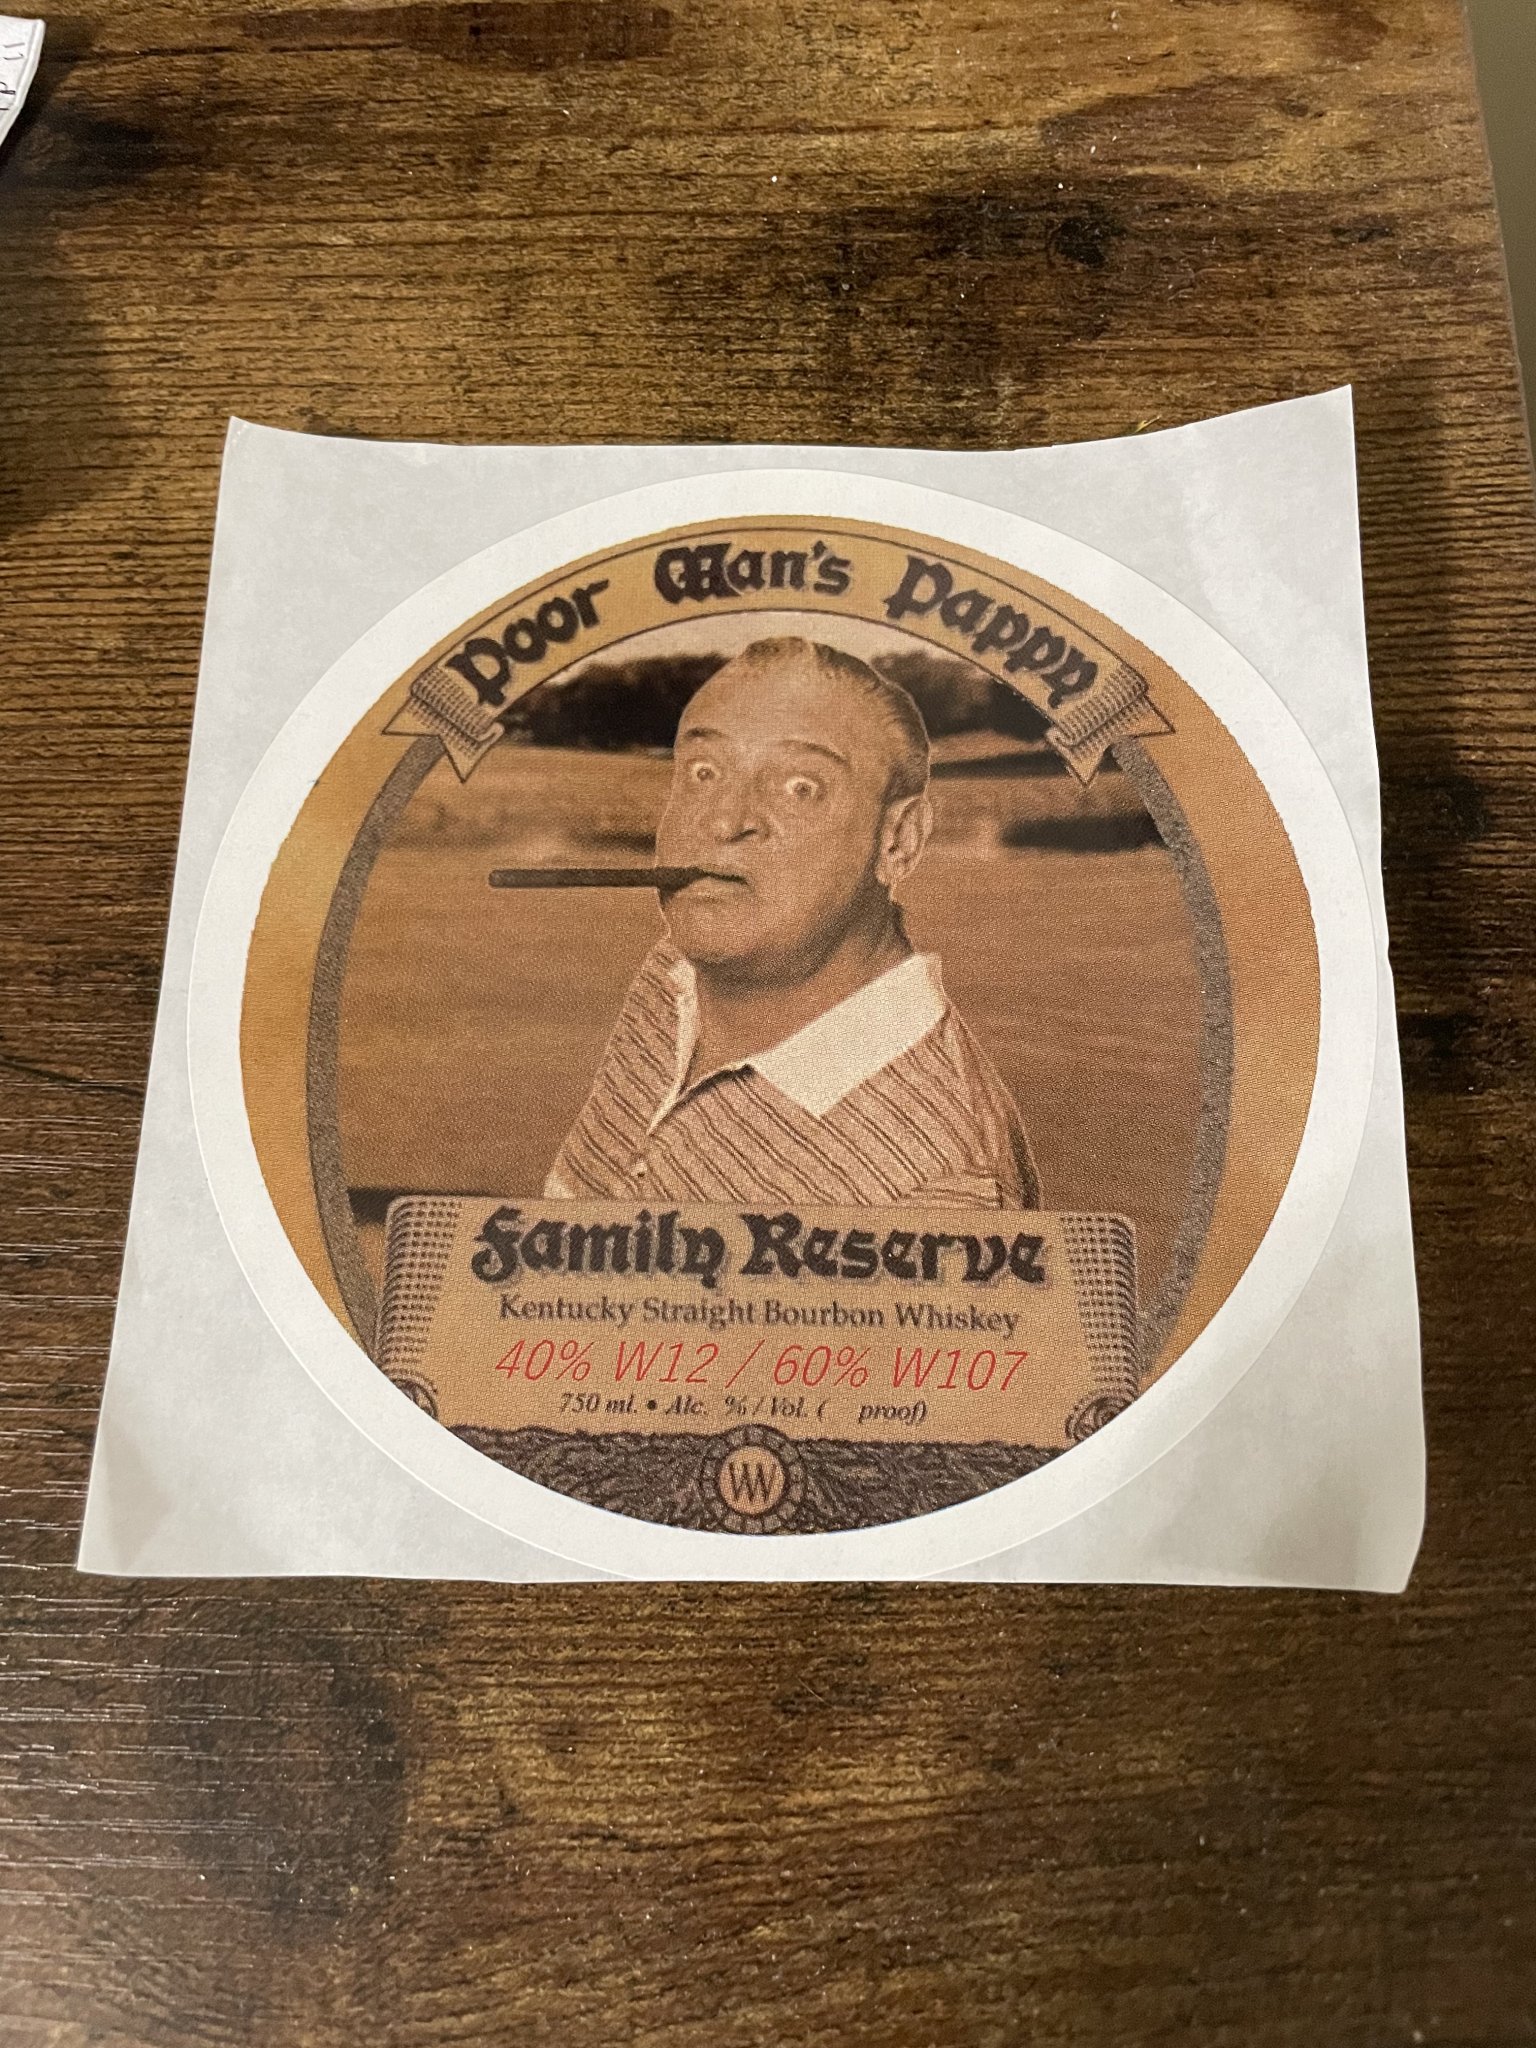 Poor Man's Pappy
Family Reserve
Kentucky Straight Bourbon Whiskey
40% W12 / 60% W107
750 ml. • Alc. % / Vol. ( proof)
W